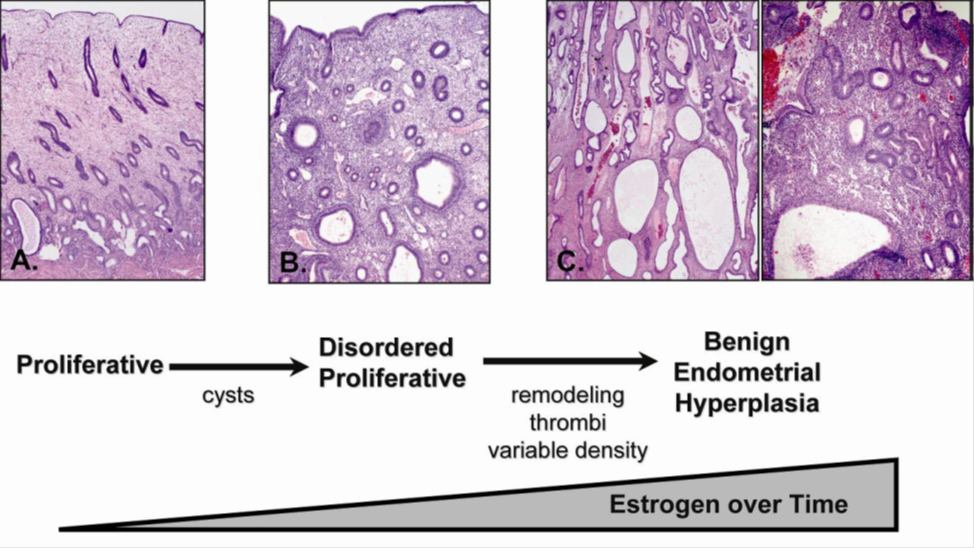 A.
B.
C.
Proliferative
cysts
Disordered
Proliferative
remodeling
thrombi
variable density
Benign
Endometrial
Hyperplasia
Estrogen over Time